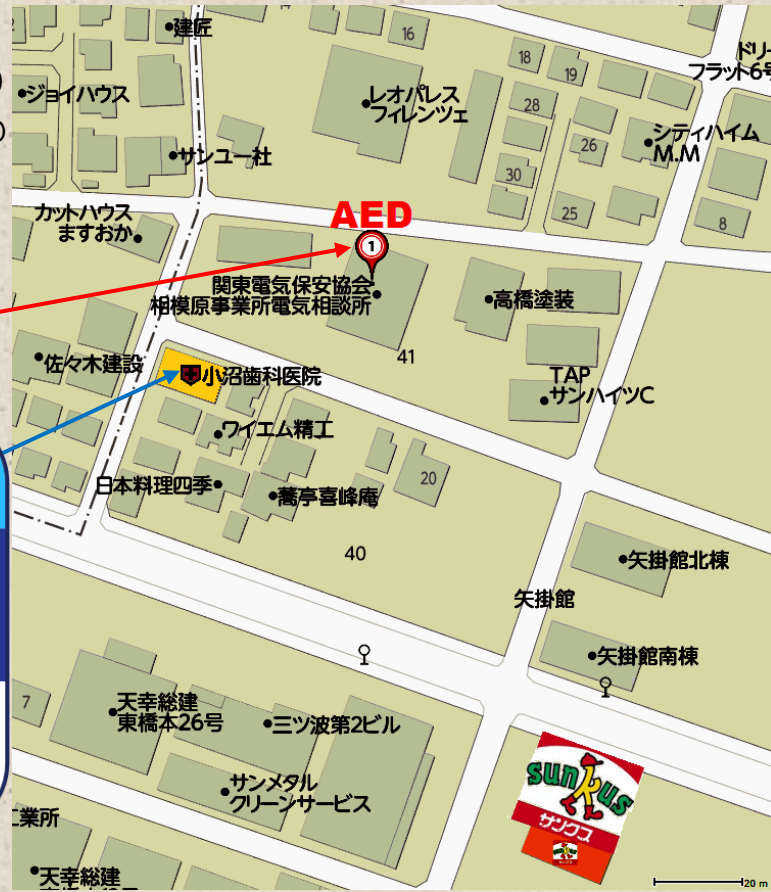 建匠
16
18
19
ドリー
フラット6号
ジョイハウス
レオパレス
フィレンツェ
28
26
シティハイム
M.M
サンユー社
30
25
8
カットハウス
ますおか
AED
1
関東電気保安協会
相模原事業所電気相談所
高橋塗装
41
佐々木建設
小沼歯科医院
TAP
サンハイツC
ワイエム精工
20
日本料理四季
蕎亭喜峰庵
40
矢掛館北棟
矢掛館
矢掛館南棟
7
天幸総建
東橋本26号
三ツ波第2ビル
サンメタル
クリーンサービス
sunkus
サンクス
工業所
天幸総建
20 m